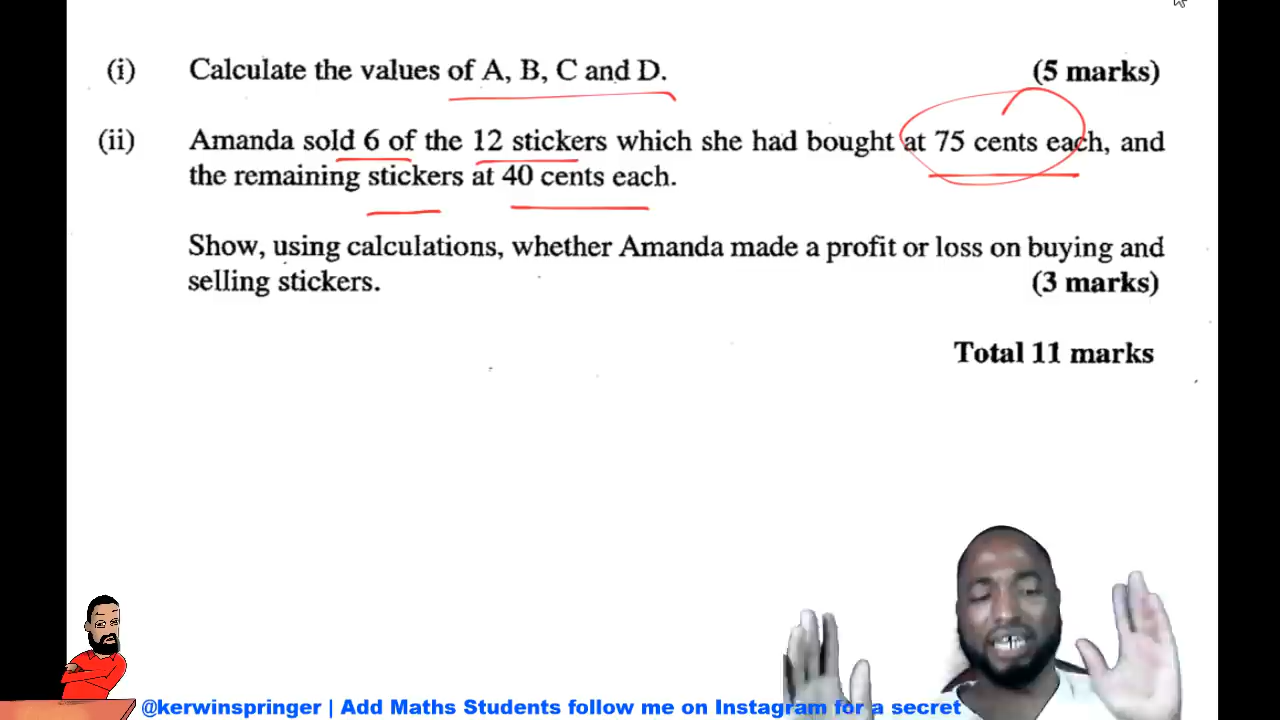 (i) Calculate the values of A, B, C and D. (5 marks)
(ii) Amanda sold 6 of the 12 stickers which she had bought at 75 cents each, and
the remaining stickers at 40 cents each.
Show, using calculations, whether Amanda made a profit or loss on buying and
selling stickers. (3 marks)
Total 11 marks
@kerwinspringer | Add Maths Students follow me on Instagram for a secret